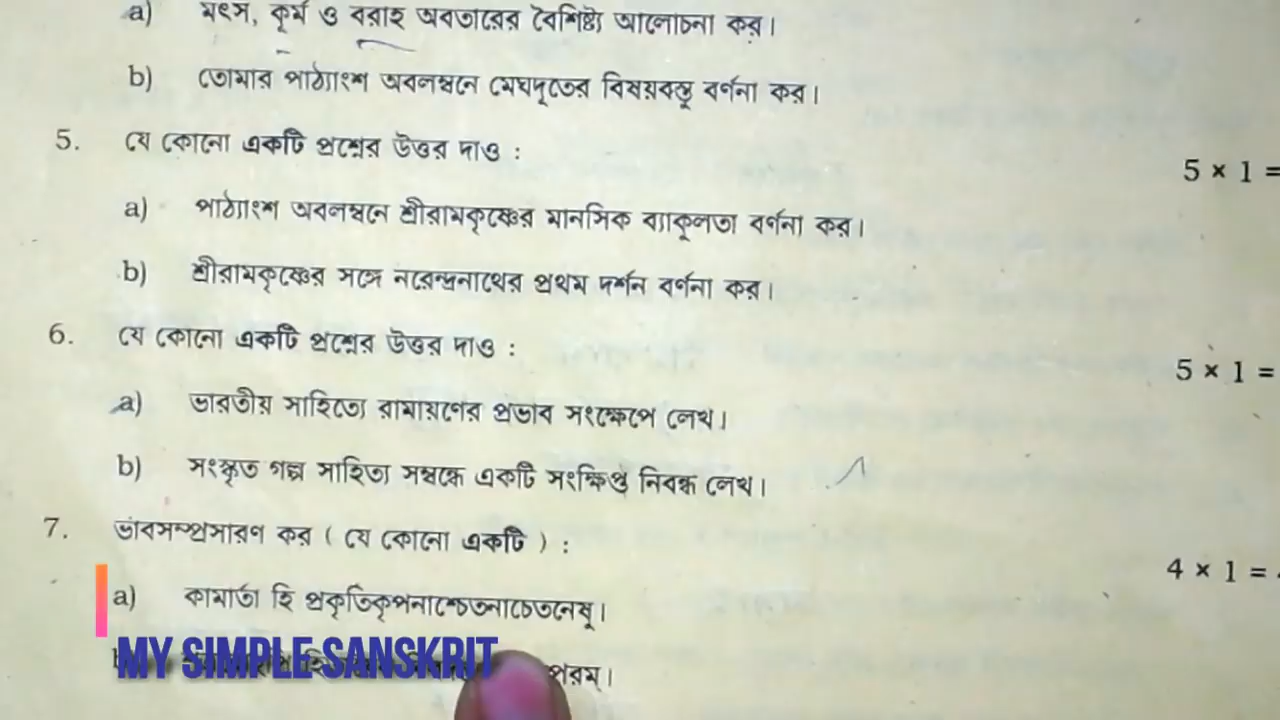 a) মৎস, কূর্ম ও বরাহ অবতারের বৈশিষ্ট্য আলোচনা কর।
b) তোমার পাঠ্যাংশ অবলম্বনে মেঘদূতের বিষয়বস্তু বর্ণনা কর।
5. যে কোনো একটি প্রশ্নের উত্তর দাও : 5 × 1 =
a) পাঠ্যাংশ অবলম্বনে শ্রীরামকৃষ্ণের মানসিক ব্যাকুলতা বর্ণনা কর।
b) শ্রীরামকৃষ্ণের সঙ্গে নরেন্দ্রনাথের প্রথম দর্শন বর্ণনা কর।
6. যে কোনো একটি প্রশ্নের উত্তর দাও : 5 × 1 =
a) ভারতীয় সাহিত্যে রামায়ণের প্রভাব সংক্ষেপে লেখ।
b) সংস্কৃত গল্প সাহিত্য সম্বন্ধে একটি সংক্ষিপ্ত নিবন্ধ লেখ।
7. ভাবসম্প্রসারণ কর ( যে কোনো একটি ) : 4 × 1 =
a) কামার্তা হি প্রকৃতিকৃপনাশ্চেতনাচেতনেষু।
MY SIMPLE SANSKRIT
পরম্।